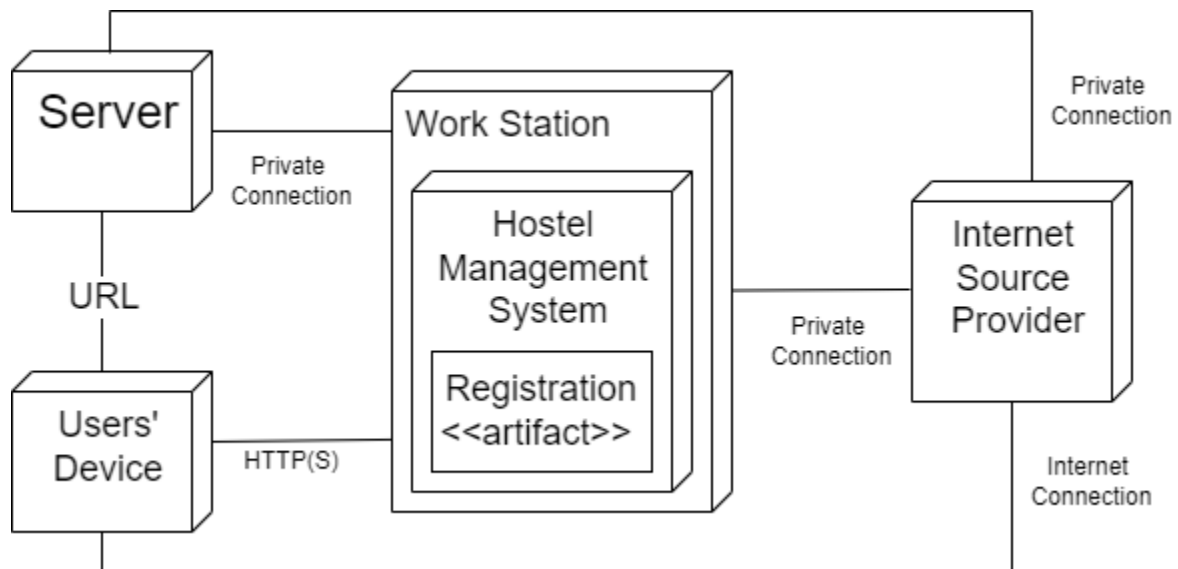 Server
Private
Connection
Work Station
Hostel
Management
System
Registration
<<artifact>>
Private
Connection
Internet
Source
Provider
Private
Connection
URL
Users'
Device
HTTP(S)
Internet
Connection